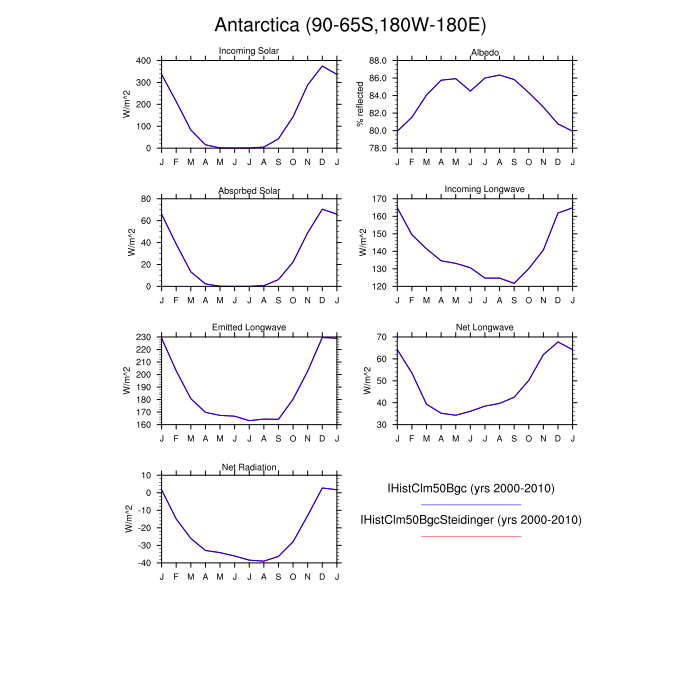 Antarctica (90-65S,180W-180E)
Incoming Solar
W/m^2
400
300
200
100
0
J F M A M J J A S O N D J
Albedo
% reflected
88.0
86.0
84.0
82.0
80.0
78.0
J F M A M J J A S O N D J
Absorbed Solar
W/m^2
80
60
40
20
0
J F M A M J J A S O N D J
Incoming Longwave
W/m^2
170
160
150
140
130
120
J F M A M J J A S O N D J
Emitted Longwave
W/m^2
230
220
210
200
190
180
170
160
J F M A M J J A S O N D J
Net Longwave
W/m^2
70
60
50
40
30
J F M A M J J A S O N D J
Net Radiation
W/m^2
10
0
-10
-20
-30
-40
J F M A M J J A S O N D J
IHistClm50Bgc (yrs 2000-2010)
IHistClm50BgcSteidinger (yrs 2000-2010)